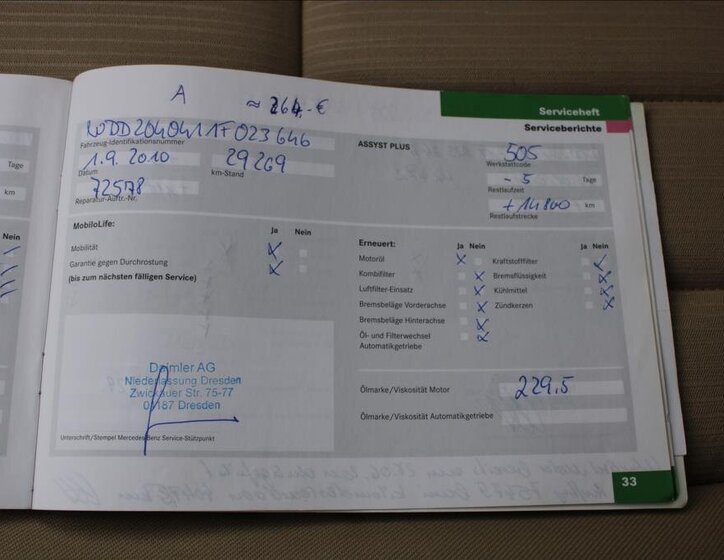 A ≈ 264,- €
Serviceheft
Serviceberichte
WDD2040411F023646
Fahrzeug-Identifikationsnummer
1.9.2010 29269
Datum km-Stand
72578
Reparatur-Auftr.-Nr.
ASSYST PLUS
505
Werkstattcode
- 5 Tage
Restlaufzeit
+ 14800 km
Restlaufstrecke
Tage
km
Nein
MobiloLife:
Ja Nein
Mobilität
Garantie gegen Durchrostung
(bis zum nächsten fälligen Service)
Erneuert:
Ja Nein Ja Nein
Motoröl Kraftstofffilter
Kombifilter Bremsflüssigkeit
Luftfilter-Einsatz Kühlmittel
Bremsbeläge Vorderachse Zündkerzen
Bremsbeläge Hinterachse
Öl- und Filterwechsel
Automatikgetriebe
Daimler AG
Niederlassung Dresden
Zwickauer Str. 75-77
01187 Dresden
Unterschrift/Stempel Mercedes-Benz Service-Stützpunkt
Ölmarke/Viskosität Motor 229.5
Ölmarke/Viskosität Automatikgetriebe
33